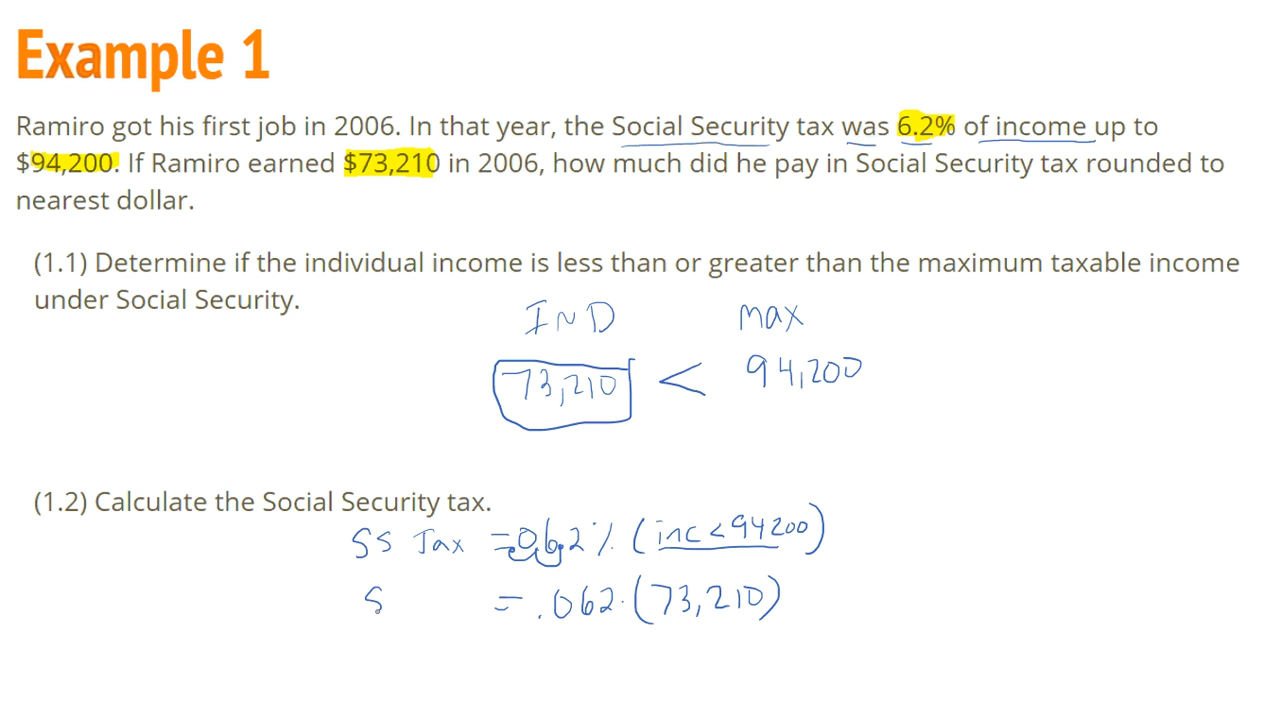 Example 1
Ramiro got his first job in 2006. In that year, the Social Security tax was 6.2% of income up to
$94,200. If Ramiro earned $73,210 in 2006, how much did he pay in Social Security tax rounded to
nearest dollar.
(1.1) Determine if the individual income is less than or greater than the maximum taxable income
under Social Security.
IND max
73,210 < 94,200
(1.2) Calculate the Social Security tax.
SS Tax = .06.2% (inc < 94200)
S = .062 · (73,210)